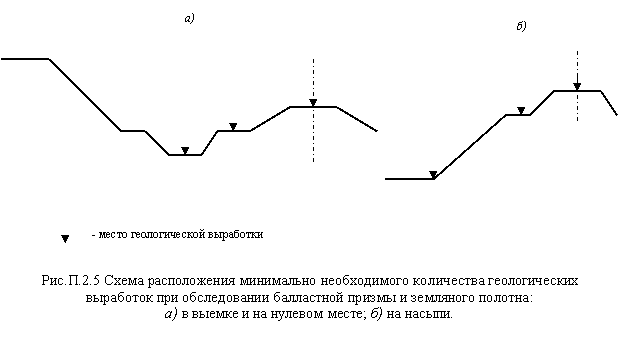 а)
б)
- место геологической выработки
Рис.П.2.5 Схема расположения минимально необходимого количества геологических
выработок при обследовании балластной призмы и земляного полотна:
а) в выемке и на нулевом месте; б) на насыпи.